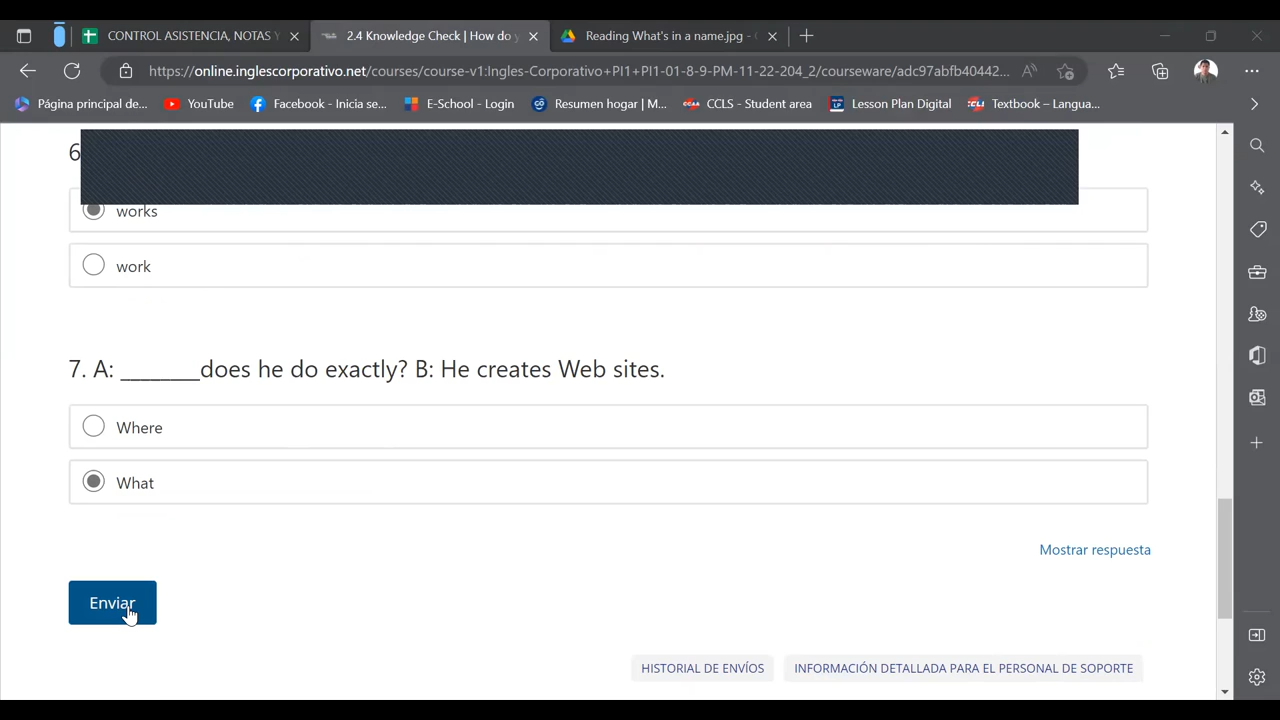 CONTROL ASISTENCIA, NOTAS Y
2.4 Knowledge Check | How do y
Reading What's in a name.jpg - G
https://online.inglescorporativo.net/courses/course-v1:Ingles-Corporativo+PI1+PI1-01-8-9-PM-11-22-204_2/courseware/adc97abfb40442...
Página principal de...
YouTube
Facebook - Inicia se...
E-School - Login
Resumen hogar | M...
CCLS - Student area
Lesson Plan Digital
Textbook – Langua...
6
works
work
7. A: ________does he do exactly? B: He creates Web sites.
Where
What
Mostrar respuesta
Enviar
HISTORIAL DE ENVÍOS
INFORMACIÓN DETALLADA PARA EL PERSONAL DE SOPORTE